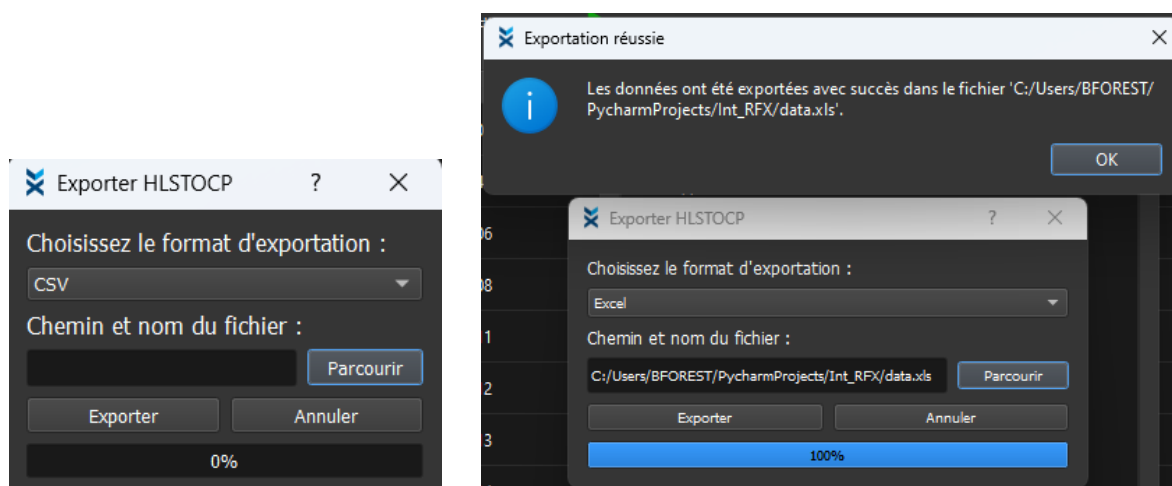 Exporter HLSTOCP ?
Choisissez le format d'exportation :
CSV
Chemin et nom du fichier :
Parcourir
Exporter Annuler
0%
Exportation réussie
Les données ont été exportées avec succès dans le fichier 'C:/Users/BFOREST/
PycharmProjects/Int_RFX/data.xls'.
OK
Exporter HLSTOCP ?
Choisissez le format d'exportation :
Excel
Chemin et nom du fichier :
C:/Users/BFOREST/PycharmProjects/Int_RFX/data.xls Parcourir
Exporter Annuler
100%